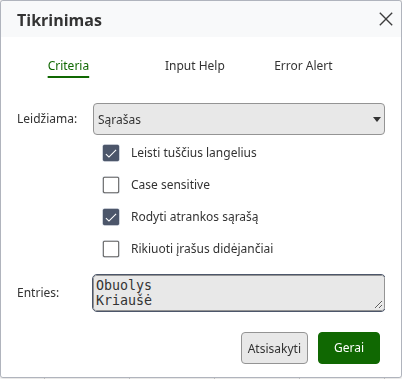 Tikrinimas
Criteria
Input Help
Error Alert
Leidžiama:
Sąrašas
Leisti tuščius langelius
Case sensitive
Rodyti atrankos sąrašą
Rikiuoti įrašus didėjančiai
Entries:
Obuolys
Kriaušė
Atsisakyti
Gerai